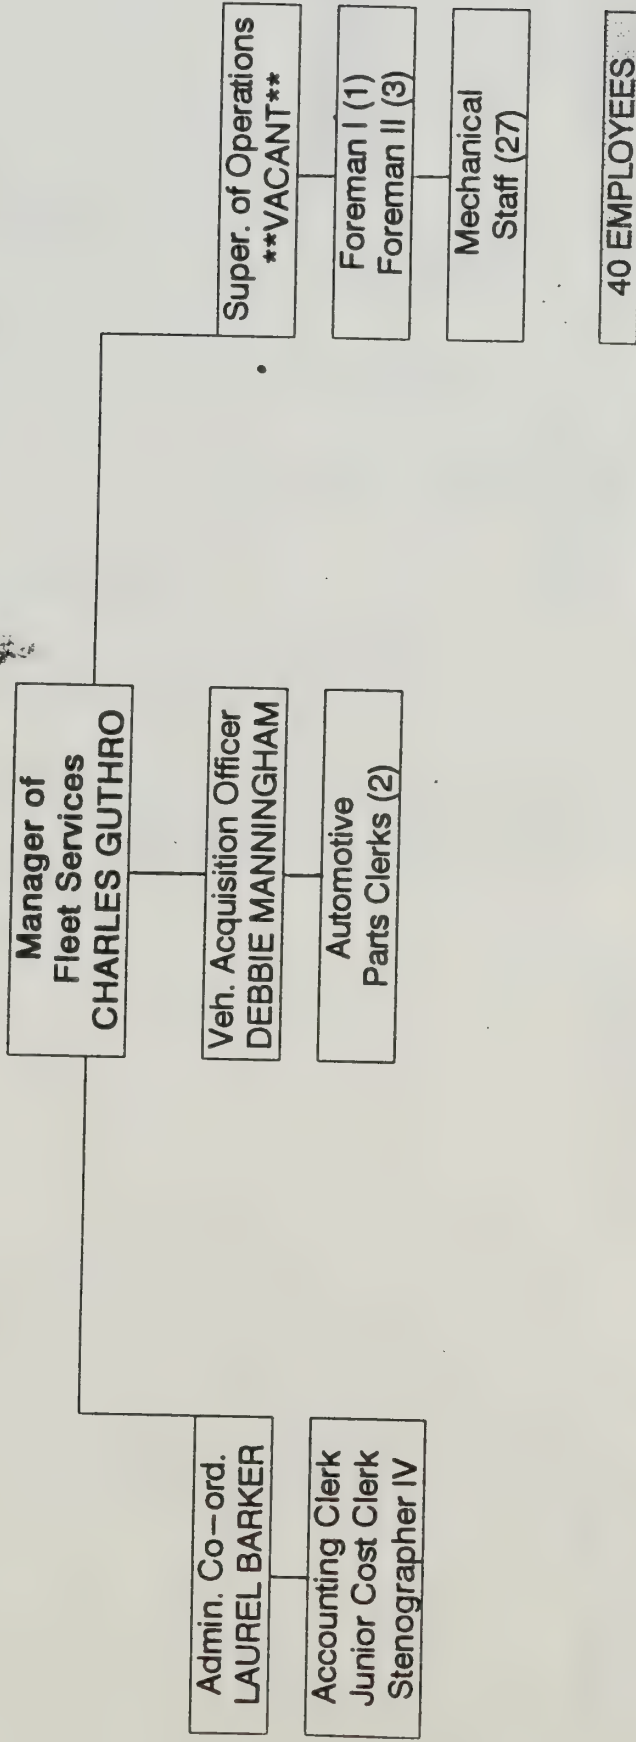 Manager of
Fleet Services
CHARLES GUTHRO
Admin. Co-ord.
LAUREL BARKER
Accounting Clerk
Junior Cost Clerk
Stenographer IV
Veh. Acquisition Officer
DEBBIE MANNINGHAM
Automotive
Parts Clerks (2)
Super. of Operations
**VACANT**
Foreman I (1)
Foreman II (3)
Mechanical
Staff (27)
40 EMPLOYEES